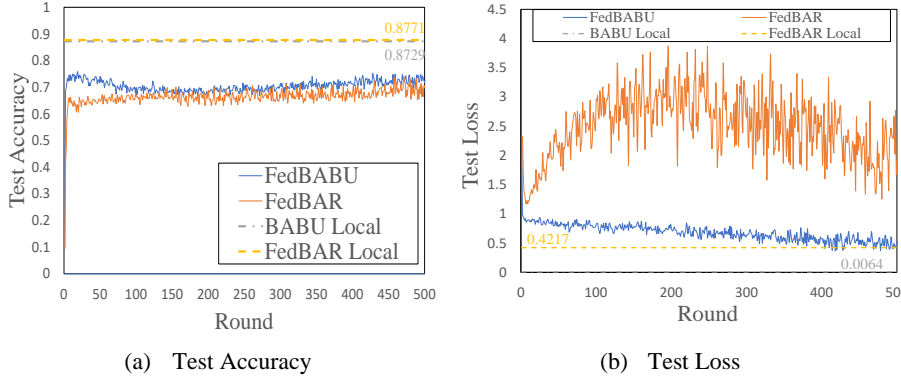 0.8771
0.8729
Test Accuracy
1
0.9
0.8
0.7
0.6
0.5
0.4
0.3
0.2
0.1
0
FedBABU
FedBAR
BABU Local
FedBAR Local
0 50 100 150 200 250 300 350 400 450 500
Round
(a) Test Accuracy
FedBABU FedBAR
BABU Local FedBAR Local
Test Loss
4.5
4
3.5
3
2.5
2
1.5
1
0.5
0
0.4217
0.0064
0 100 200 300 400 50
Round
(b) Test Loss